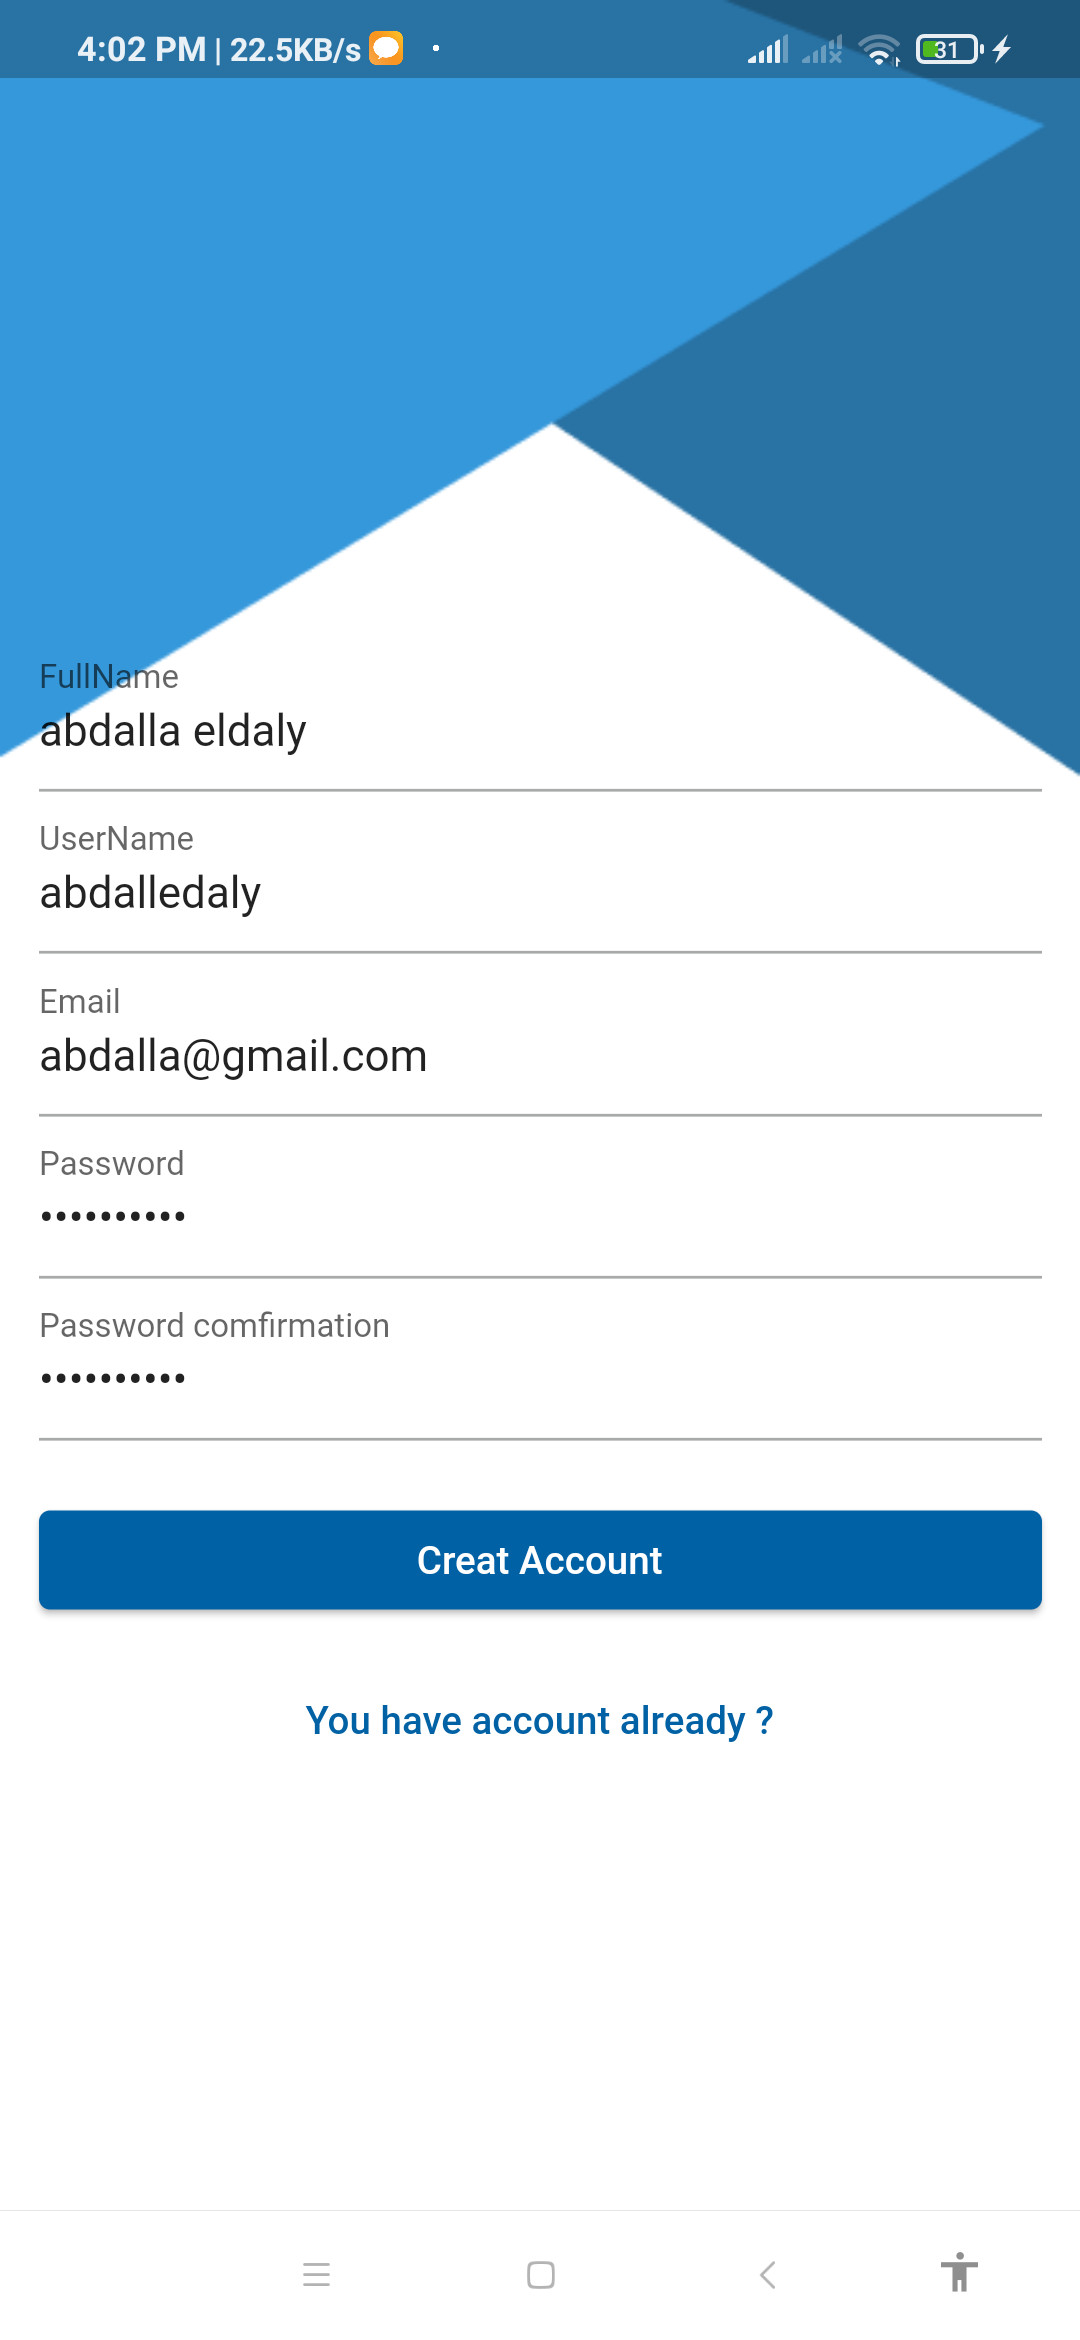 4:02 PM | 22.5KB/s
31
FullName
abdalla eldaly
UserName
abdalledaly
Email
abdalla@gmail.com
Password
••••••••••
Password comfirmation
••••••••••
Creat Account
You have account already ?